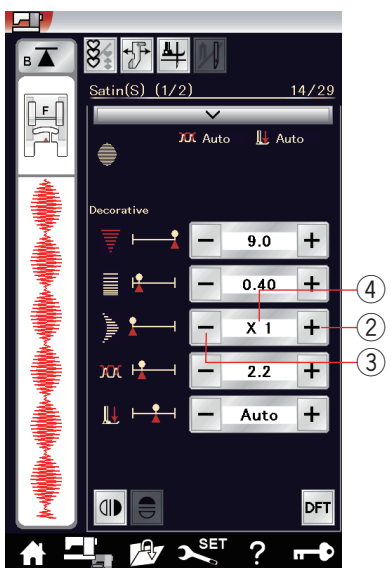 B
Satin(S) (1/2) 14/29
F
Auto Auto
Decorative
− 9.0 +
− 0.40 +
④
− X 1 + ②
③
− 2.2 +
− Auto +
DFT
SET
?